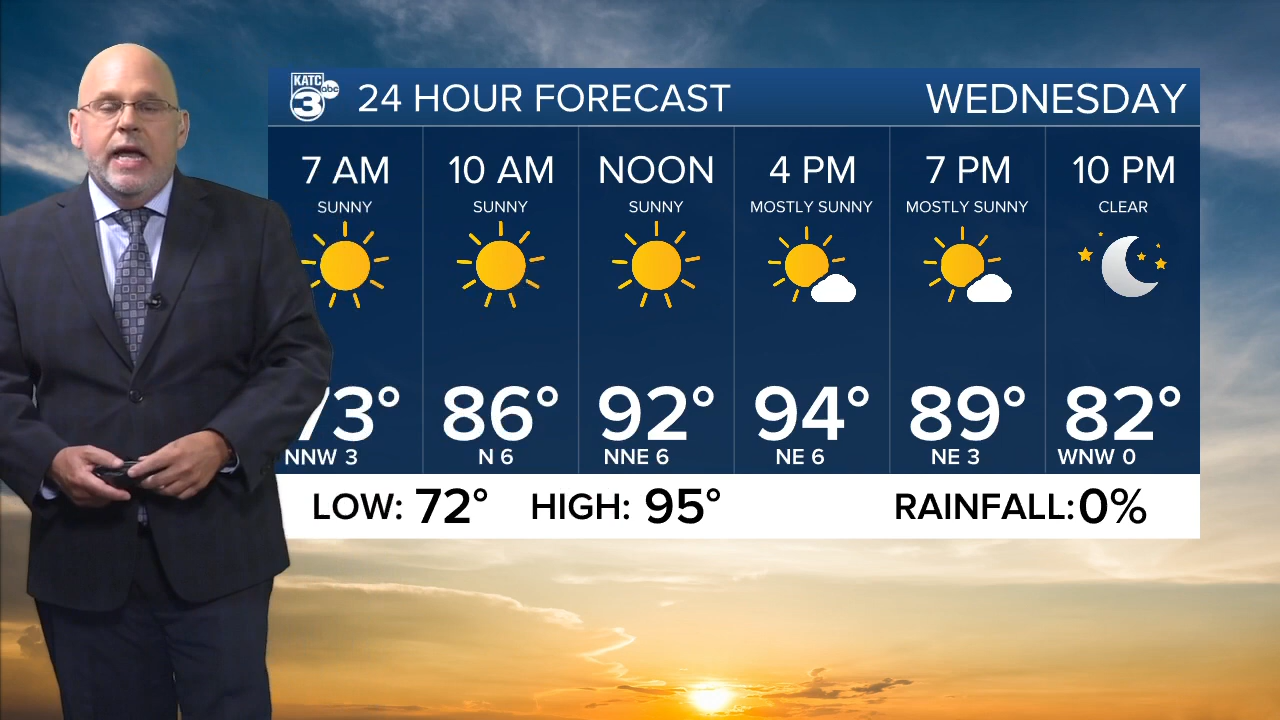 KATC
3
abc
24 HOUR FORECAST
WEDNESDAY
7 AM
SUNNY
73°
NNW 3
10 AM
SUNNY
86°
N 6
NOON
SUNNY
92°
NNE 6
4 PM
MOSTLY SUNNY
94°
NE 6
7 PM
MOSTLY SUNNY
89°
NE 3
10 PM
CLEAR
82°
WNW 0
LOW: 72° HIGH: 95° RAINFALL:0%